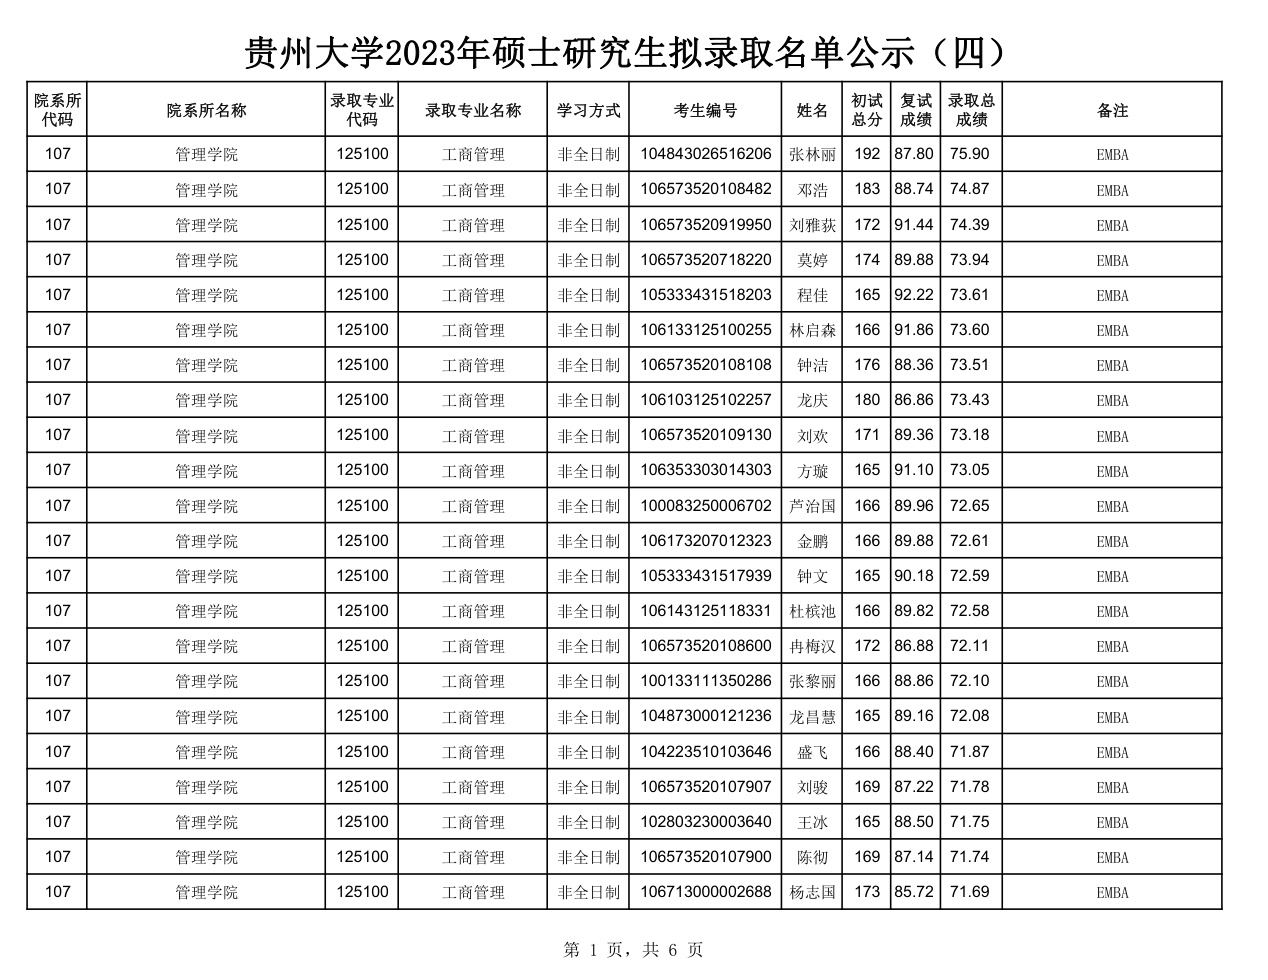 贵州大学2023年硕士研究生拟录取名单公示（四）
院系所代码 院系所名称 录取专业代码 录取专业名称 学习方式 考生编号 姓名 初试总分 复试成绩 录取总成绩 备注
107 管理学院 125100 工商管理 非全日制 104843026516206 张林丽 192 87.80 75.90 EMBA
107 管理学院 125100 工商管理 非全日制 106573520108482 邓浩 183 88.74 74.87 EMBA
107 管理学院 125100 工商管理 非全日制 106573520919950 刘雅荻 172 91.44 74.39 EMBA
107 管理学院 125100 工商管理 非全日制 106573520718220 莫婷 174 89.88 73.94 EMBA
107 管理学院 125100 工商管理 非全日制 105333431518203 程佳 165 92.22 73.61 EMBA
107 管理学院 125100 工商管理 非全日制 106133125100255 林启森 166 91.86 73.60 EMBA
107 管理学院 125100 工商管理 非全日制 106573520108108 钟洁 176 88.36 73.51 EMBA
107 管理学院 125100 工商管理 非全日制 106103125102257 龙庆 180 86.86 73.43 EMBA
107 管理学院 125100 工商管理 非全日制 106573520109130 刘欢 171 89.36 73.18 EMBA
107 管理学院 125100 工商管理 非全日制 106353303014303 方璇 165 91.10 73.05 EMBA
107 管理学院 125100 工商管理 非全日制 100083250006702 芦治国 166 89.96 72.65 EMBA
107 管理学院 125100 工商管理 非全日制 106173207012323 金鹏 166 89.88 72.61 EMBA
107 管理学院 125100 工商管理 非全日制 105333431517939 钟文 165 90.18 72.59 EMBA
107 管理学院 125100 工商管理 非全日制 106143125118331 杜槟池 166 89.82 72.58 EMBA
107 管理学院 125100 工商管理 非全日制 106573520108600 冉梅汉 172 86.88 72.11 EMBA
107 管理学院 125100 工商管理 非全日制 100133111350286 张黎丽 166 88.86 72.10 EMBA
107 管理学院 125100 工商管理 非全日制 104873000121236 龙昌慧 165 89.16 72.08 EMBA
107 管理学院 125100 工商管理 非全日制 104223510103646 盛飞 166 88.40 71.87 EMBA
107 管理学院 125100 工商管理 非全日制 106573520107907 刘骏 169 87.22 71.78 EMBA
107 管理学院 125100 工商管理 非全日制 102803230003640 王冰 165 88.50 71.75 EMBA
107 管理学院 125100 工商管理 非全日制 106573520107900 陈彻 169 87.14 71.74 EMBA
107 管理学院 125100 工商管理 非全日制 106713000002688 杨志国 173 85.72 71.69 EMBA
第 1 页，共 6 页